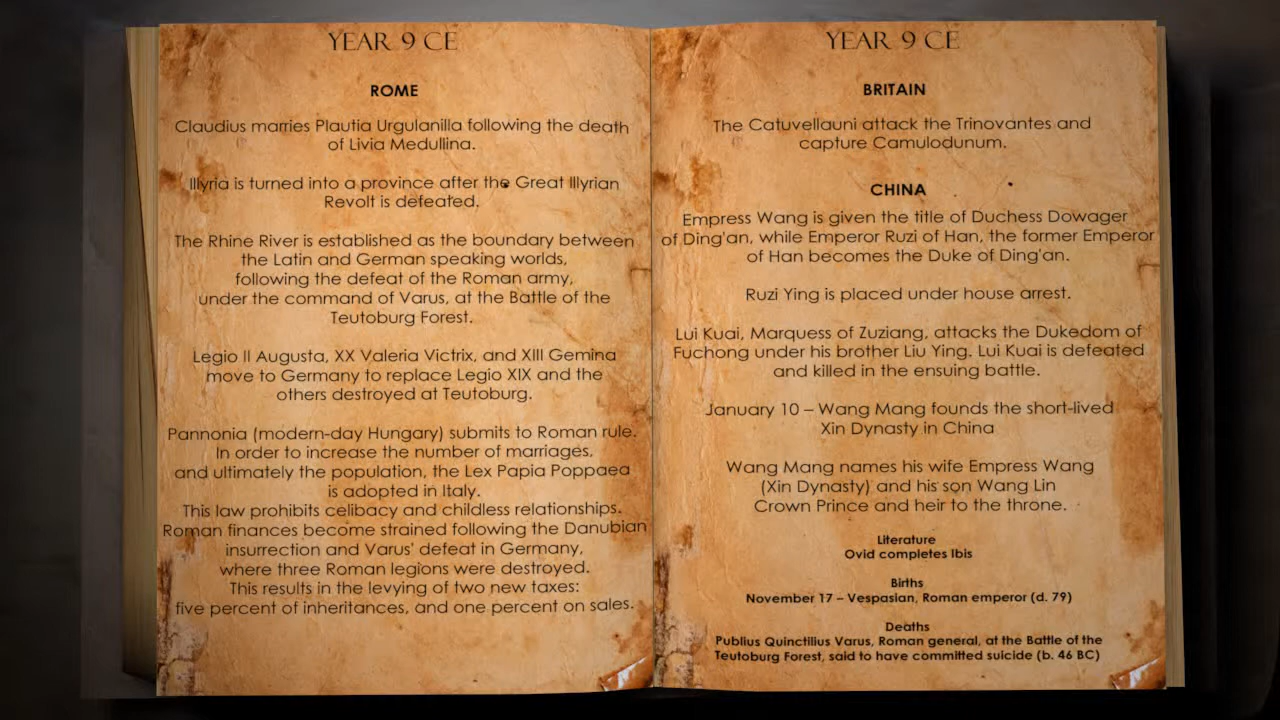 YEAR 9 CE
ROME
Claudius marries Plautia Urgulanilla following the death
of Livia Medullina.
Illyria is turned into a province after the Great Illyrian
Revolt is defeated.
The Rhine River is established as the boundary between
the Latin and German speaking worlds,
following the defeat of the Roman army,
under the command of Varus, at the Battle of the
Teutoburg Forest.
Legio II Augusta, XX Valeria Victrix, and XIII Gemina
move to Germany to replace Legio XIX and the
others destroyed at Teutoburg.
Pannonia (modern-day Hungary) submits to Roman rule.
In order to increase the number of marriages,
and ultimately the population, the Lex Papia Poppaea
is adopted in Italy.
This law prohibits celibacy and childless relationships.
Roman finances become strained following the Danubian
insurrection and Varus' defeat in Germany,
where three Roman legions were destroyed.
This results in the levying of two new taxes:
five percent of inheritances, and one percent on sales.
YEAR 9 CE
BRITAIN
The Catuvellauni attack the Trinovantes and
capture Camulodunum.
CHINA
Empress Wang is given the title of Duchess Dowager
of Ding'an, while Emperor Ruzi of Han, the former Emperor
of Han becomes the Duke of Ding'an.
Ruzi Ying is placed under house arrest.
Lui Kuai, Marquess of Zuziang, attacks the Dukedom of
Fuchong under his brother Liu Ying. Lui Kuai is defeated
and killed in the ensuing battle.
January 10 – Wang Mang founds the short-lived
Xin Dynasty in China
Wang Mang names his wife Empress Wang
(Xin Dynasty) and his son Wang Lin
Crown Prince and heir to the throne.
Literature
Ovid completes Ibis
Births
November 17 – Vespasian, Roman emperor (d. 79)
Deaths
Publius Quinctilius Varus, Roman general, at the Battle of the
Teutoburg Forest, said to have committed suicide (b. 46 BC)